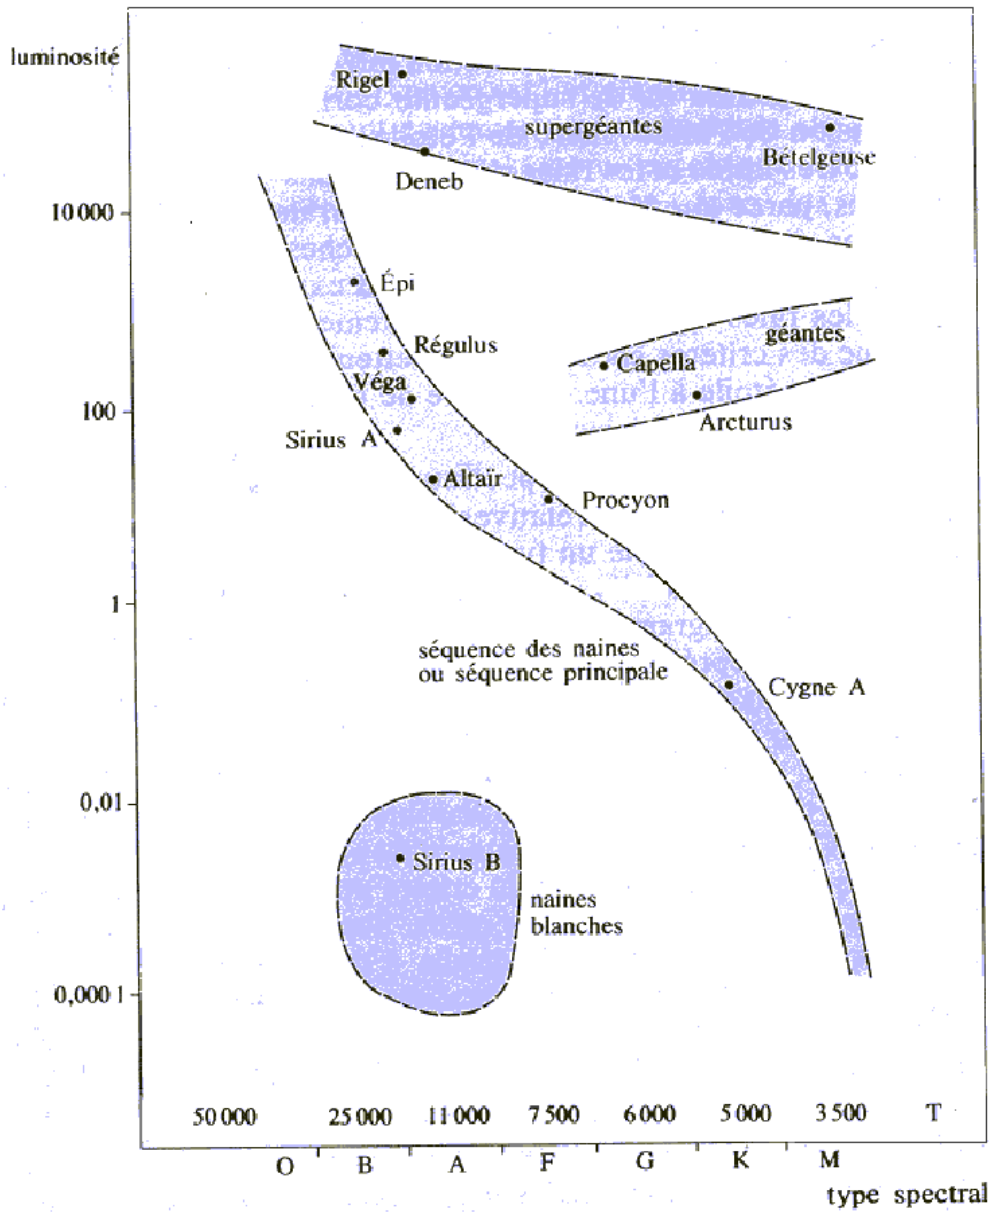 luminosité
Rigel
supergéantes
Bételgeuse
Deneb
10 000
Épi
Régulus
géantes
Capella
Véga
100
Arcturus
Sirius A
Altaïr
Procyon
1
séquence des naines
ou séquence principale
Cygne A
0,01
Sirius B
naines
blanches
0,0001
50 000 25 000 11 000 7 500 6 000 5 000 3 500 T
O B A F G K M
type spectral